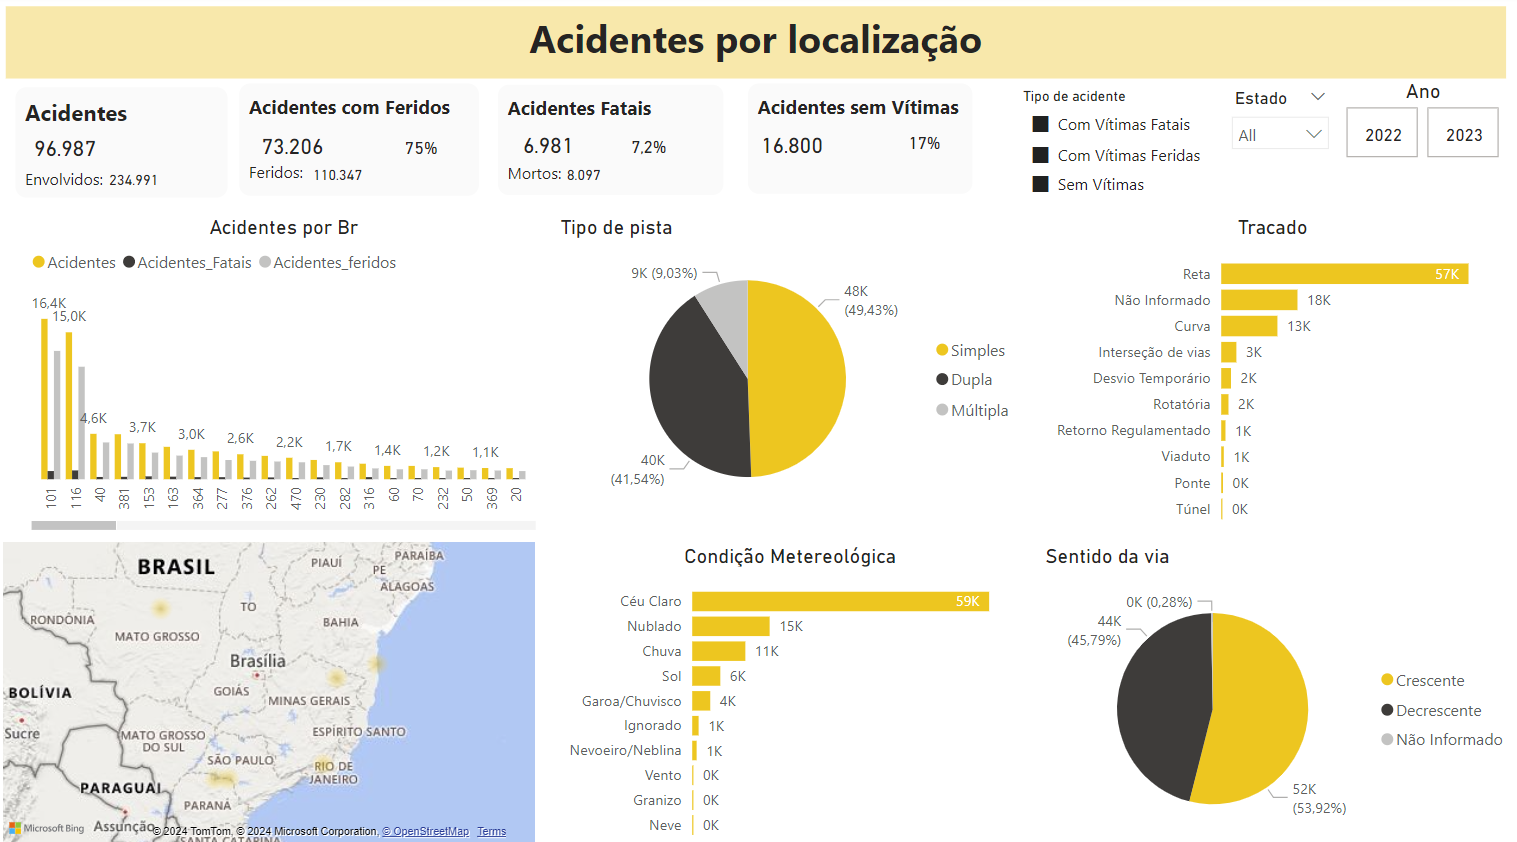 Acidentes por localização
Acidentes
96.987
Envolvidos: 234.991
Acidentes com Feridos
73.206 75%
Feridos: 110.347
Acidentes Fatais
6.981 7,2%
Mortos: 8.097
Acidentes sem Vítimas
16.800 17%
Tipo de acidente
Com Vítimas Fatais
Com Vítimas Feridas
Sem Vítimas
Estado
All
Ano
2022 2023
Acidentes por Br
Acidentes Acidentes_Fatais Acidentes_feridos
16,4K
15,0K
4,6K
3,7K
3,0K
2,6K
2,2K
1,7K
1,4K
1,2K
1,1K
101 116 40 381 153 163 364 277 376 262 470 230 282 316 60 70 232 50 369 20
Tipo de pista
9K (9,03%)
48K
(49,43%)
40K
(41,54%)
Simples
Dupla
Múltipla
Tracado
Reta 57K
Não Informado 18K
Curva 13K
Interseção de vias 3K
Desvio Temporário 2K
Rotatória 2K
Retorno Regulamentado 1K
Viaduto 1K
Ponte 0K
Túnel 0K
BRASIL
PARAÍBA
PIAUÍ
PE
ALAGOAS
TO
RONDÔNIA
BAHIA
MATO GROSSO
Brasília
GOIÁS
MINAS GERAIS
BOLÍVIA
Sucre
MATO GROSSO
DO SUL
ESPÍRITO SANTO
SÃO PAULO
RIO DE
JANEIRO
PARAGUAI
PARANÁ
Assunção
SANTA CATARINA
Microsoft Bing
© 2024 TomTom, © 2024 Microsoft Corporation, © OpenStreetMap Terms
Condição Metereológica
Céu Claro 59K
Nublado 15K
Chuva 11K
Sol 6K
Garoa/Chuvisco 4K
Ignorado 1K
Nevoeiro/Neblina 1K
Vento 0K
Granizo 0K
Neve 0K
Sentido da via
0K (0,28%)
44K
(45,79%)
52K
(53,92%)
Crescente
Decrescente
Não Informado